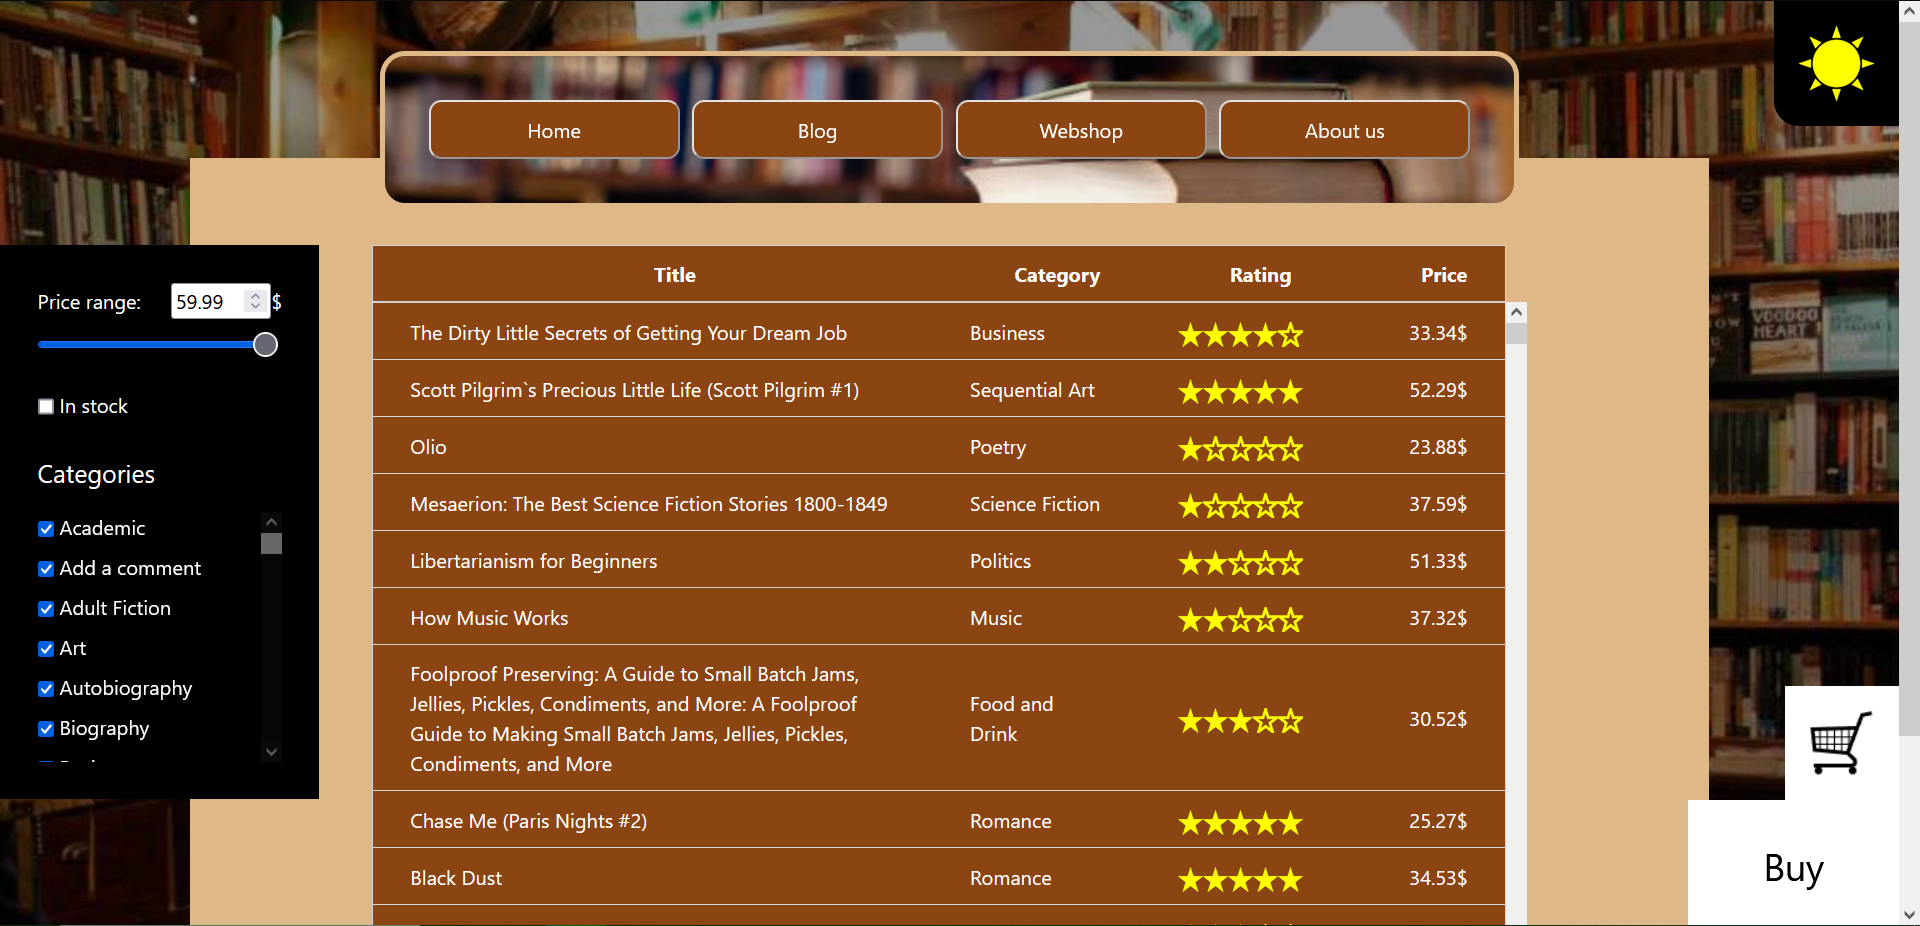 Home Blog Webshop About us
Price range: 59.99 $
In stock
Categories
Academic
Add a comment
Adult Fiction
Art
Autobiography
Biography
Title Category Rating Price
The Dirty Little Secrets of Getting Your Dream Job Business ★★★★☆ 33.34$
Scott Pilgrim`s Precious Little Life (Scott Pilgrim #1) Sequential Art ★★★★★ 52.29$
Olio Poetry ★☆☆☆☆ 23.88$
Mesaerion: The Best Science Fiction Stories 1800-1849 Science Fiction ★☆☆☆☆ 37.59$
Libertarianism for Beginners Politics ★★☆☆☆ 51.33$
How Music Works Music ★★☆☆☆ 37.32$
Foolproof Preserving: A Guide to Small Batch Jams,
Jellies, Pickles, Condiments, and More: A Foolproof
Guide to Making Small Batch Jams, Jellies, Pickles,
Condiments, and More
Food and
Drink
★★★☆☆ 30.52$
Chase Me (Paris Nights #2) Romance ★★★★★ 25.27$
Black Dust Romance ★★★★★ 34.53$
VOODOO
HEART
Buy